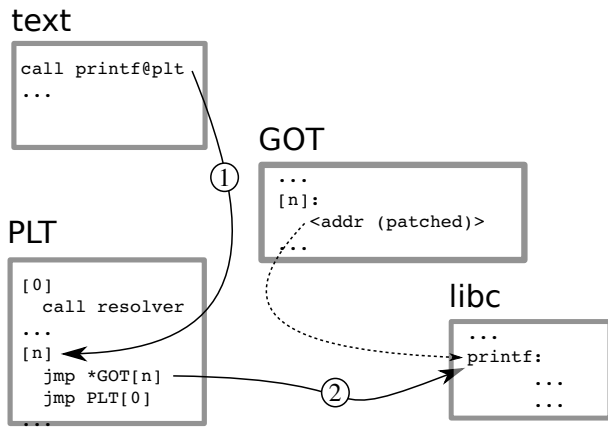 text
call printf@plt
...
1
GOT
...
[n]:
<addr (patched)>
...
PLT
[0]
call resolver
...
[n]
jmp *GOT[n]
jmp PLT[0]
...
2
libc
...
printf:
...
...